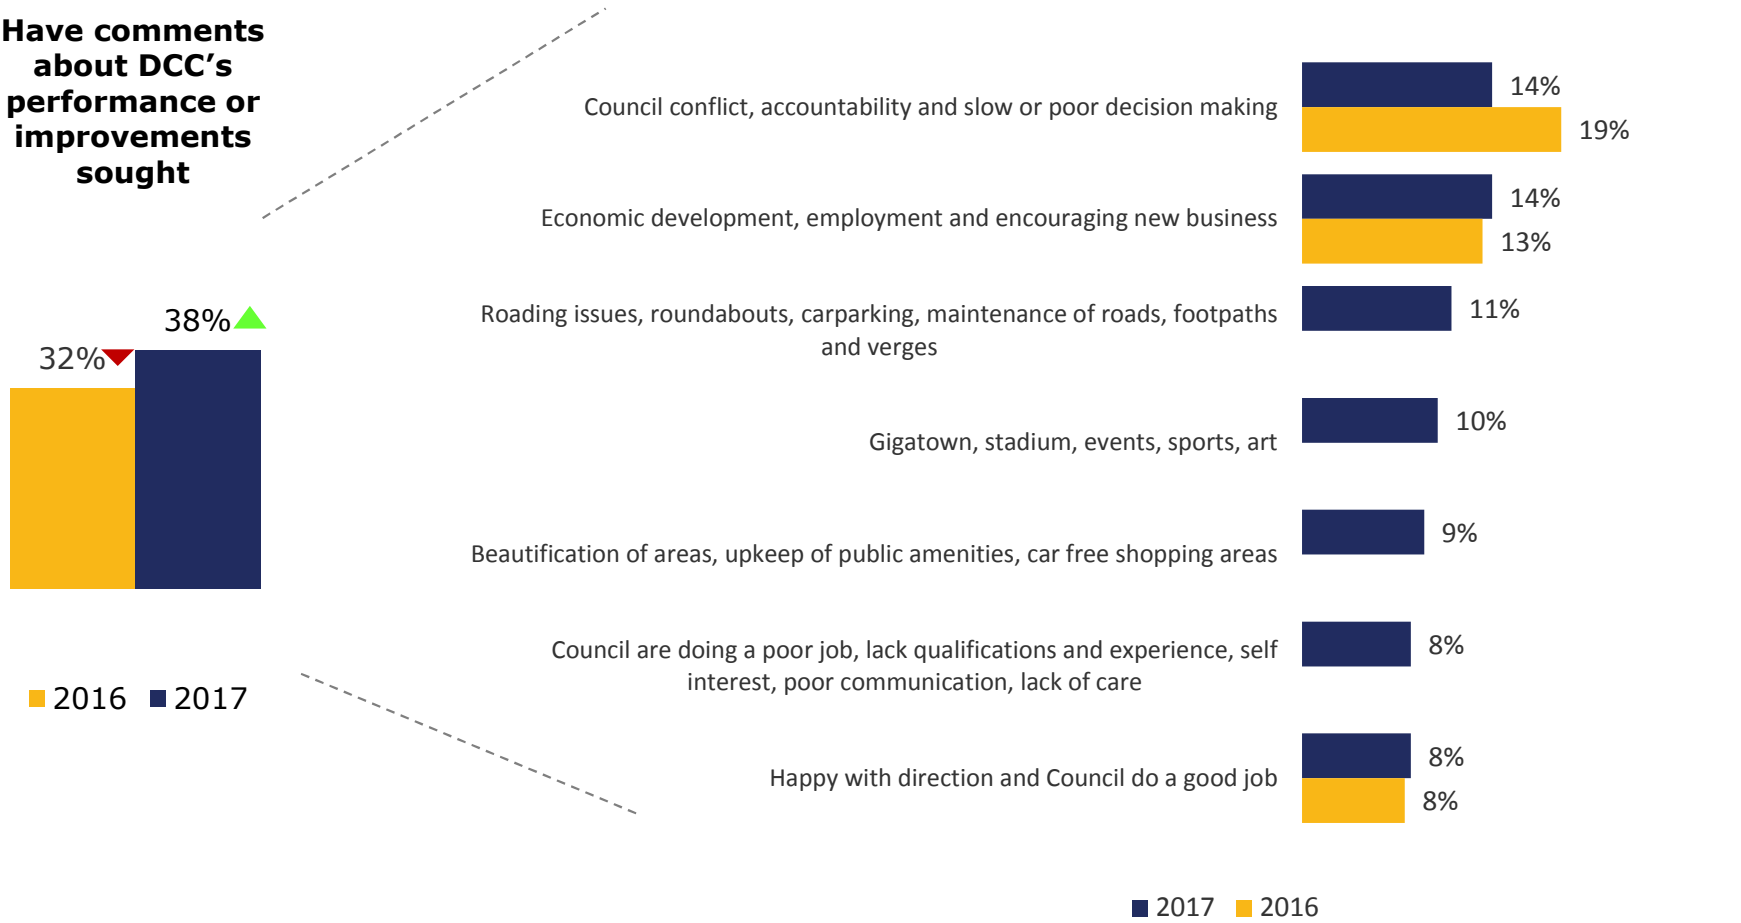 Have comments
about DCC’s
performance or
improvements
sought
38%
32%
2016 2017
Council conflict, accountability and slow or poor decision making
14%
19%
Economic development, employment and encouraging new business
14%
13%
Roading issues, roundabouts, carparking, maintenance of roads, footpaths
and verges
11%
Gigatown, stadium, events, sports, art
10%
Beautification of areas, upkeep of public amenities, car free shopping areas
9%
Council are doing a poor job, lack qualifications and experience, self
interest, poor communication, lack of care
8%
Happy with direction and Council do a good job
8%
8%
2017 2016